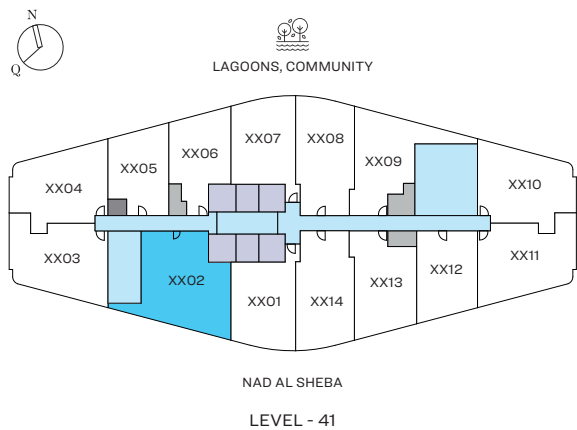 N
Q
LAGOONS, COMMUNITY
XX07
XX08
XX06
XX05
XX09
XX04
XX10
XX03
XX02
XX01
XX14
XX13
XX12
XX11
NAD AL SHEBA
LEVEL - 41